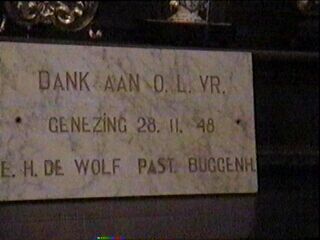 DANK AAN O. L. VR.
GENEZING 28. 11. 48
E. H. DE WOLF PAST. BUGGENH.